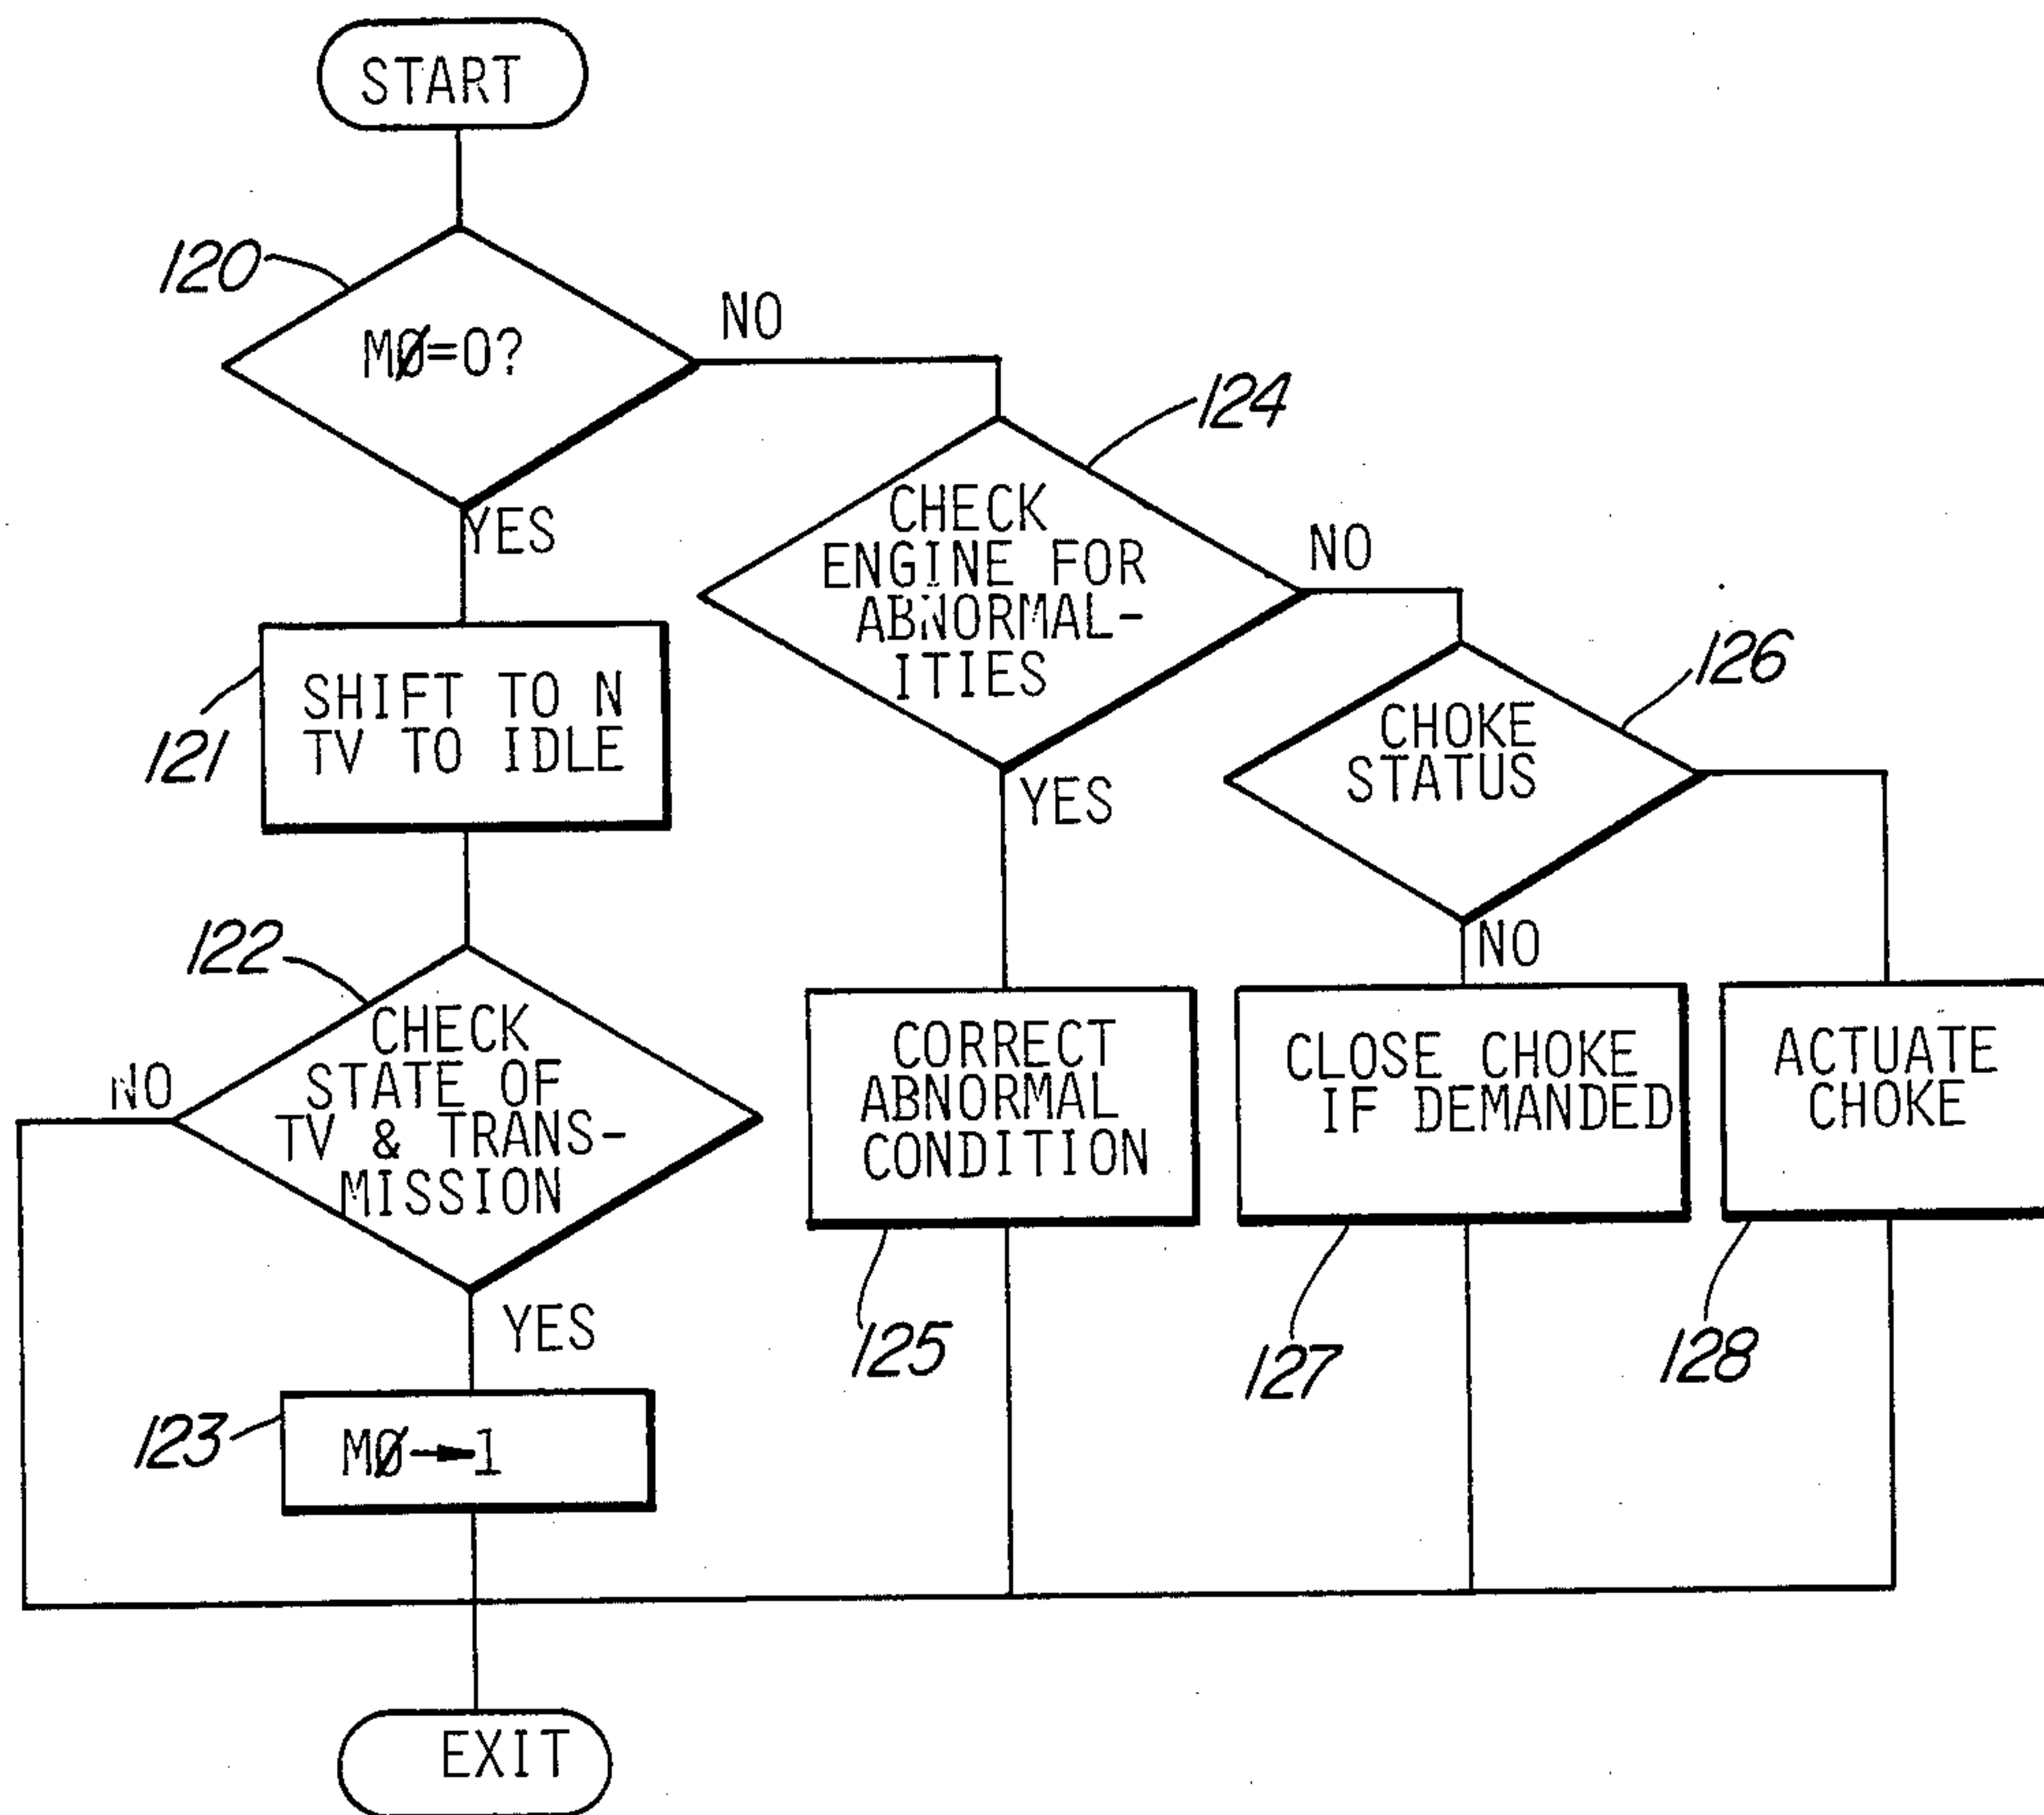 START
120
MØ=0?
NO
YES
124
CHECK
ENGINE FOR
ABNORMAL-
ITIES
NO
YES
121
SHIFT TO N
TV TO IDLE
126
CHOKE
STATUS
NO
122
CHECK
STATE OF
TV & TRANS-
MISSION
NO
YES
CORRECT
ABNORMAL
CONDITION
125
CLOSE CHOKE
IF DEMANDED
127
ACTUATE
CHOKE
128
123
MØ→1
EXIT